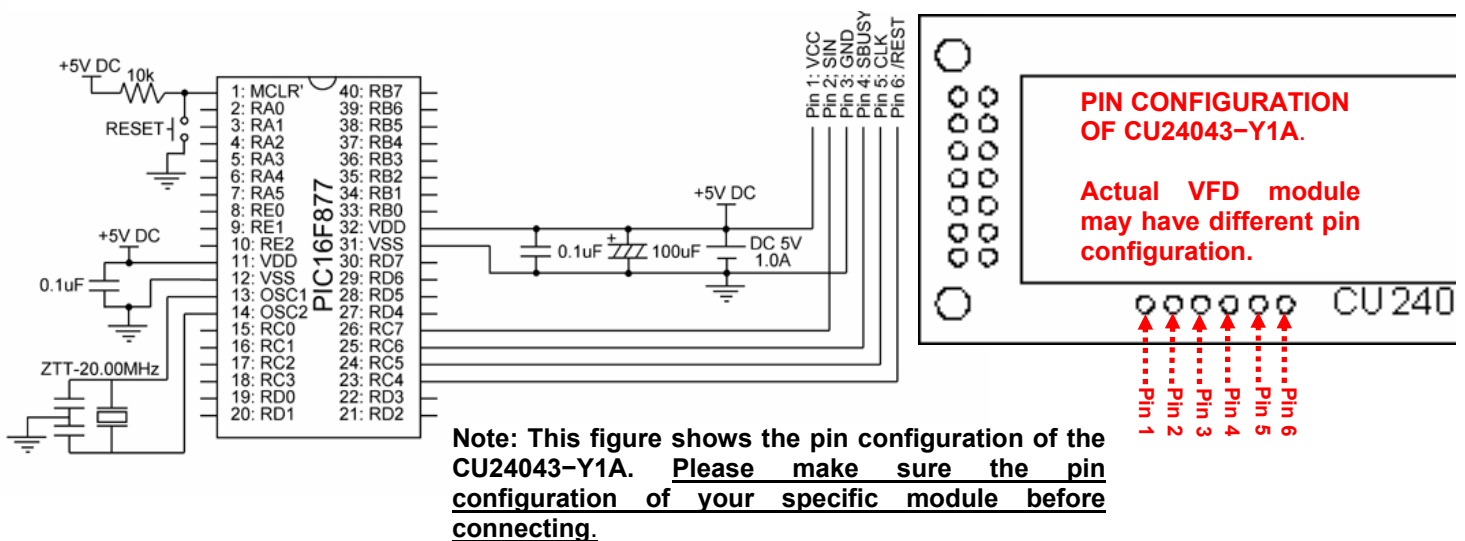 +5V DC
10k
RESET
+5V DC
0.1uF
ZTT-20.00MHz
1: MCLR'
2: RA0
3: RA1
4: RA2
5: RA3
6: RA4
7: RA5
8: RE0
9: RE1
10: RE2
11: VDD
12: VSS
13: OSC1
14: OSC2
15: RC0
16: RC1
17: RC2
18: RC3
19: RD0
20: RD1
PIC16F877
40: RB7
39: RB6
38: RB5
37: RB4
36: RB3
35: RB2
34: RB1
33: RB0
32: VDD
31: VSS
30: RD7
29: RD6
28: RD5
27: RD4
26: RC7
25: RC6
24: RC5
23: RC4
22: RD3
21: RD2
0.1uF
+
100uF
+5V DC
DC 5V
1.0A
Pin 1: VCC
Pin 2: SIN
Pin 3: GND
Pin 4: SBUSY
Pin 5: CLK
Pin 6: /REST
PIN CONFIGURATION
OF CU24043−Y1A.
Actual VFD module
may have different pin
configuration.
CU 240
Pin 1
Pin 2
Pin 3
Pin 4
Pin 5
Pin 6
Note: This figure shows the pin configuration of the
CU24043−Y1A. Please make sure the pin
configuration of your specific module before
connecting.